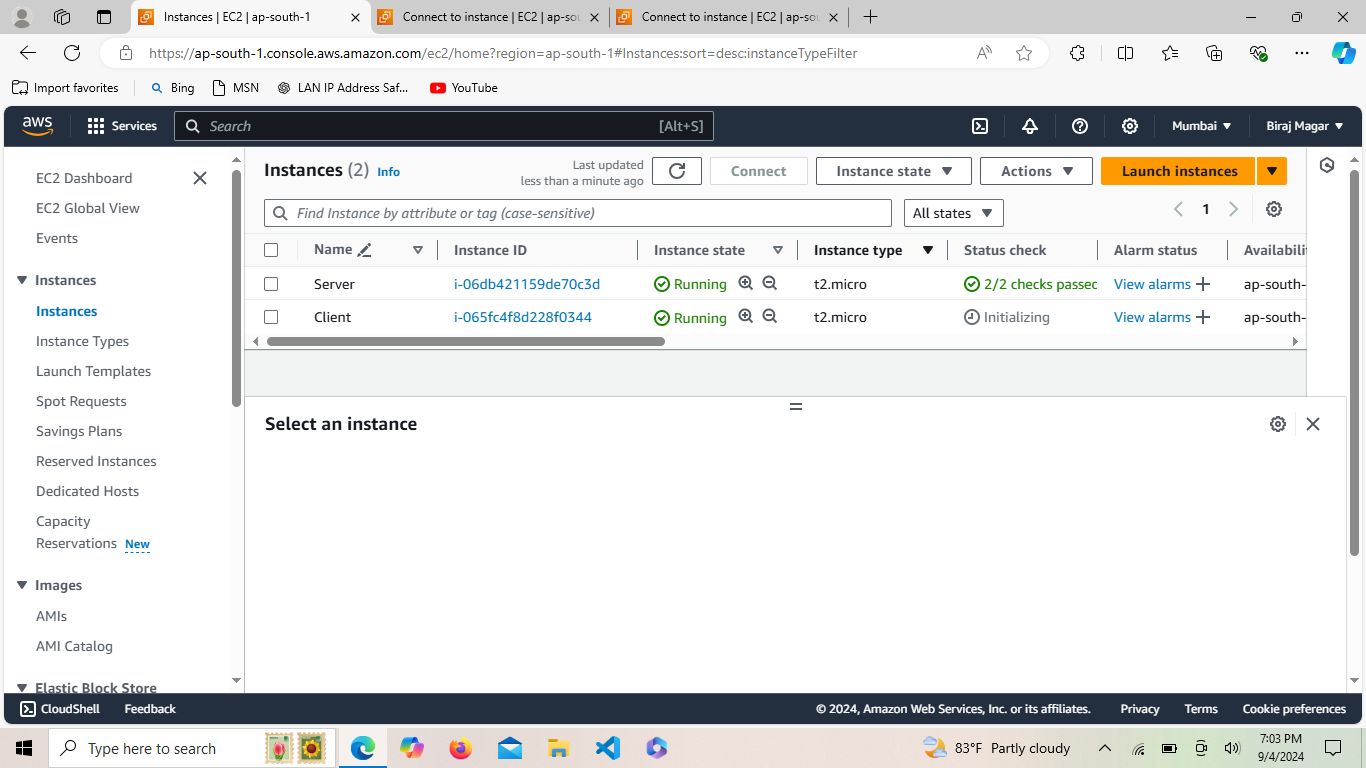 Instances | EC2 | ap-south-1
Connect to instance | EC2 | ap-sou
Connect to instance | EC2 | ap-sou
https://ap-south-1.console.aws.amazon.com/ec2/home?region=ap-south-1#Instances:sort=desc:instanceTypeFilter
Import favorites
Bing
MSN
LAN IP Address Saf...
YouTube
aws
Services
Search
[Alt+S]
Mumbai
Biraj Magar
EC2 Dashboard
EC2 Global View
Events
Instances
Instances
Instance Types
Launch Templates
Spot Requests
Savings Plans
Reserved Instances
Dedicated Hosts
Capacity
Reservations New
Images
AMIs
AMI Catalog
Elastic Block Store
Instances (2) Info
Last updated
less than a minute ago
Connect
Instance state
Actions
Launch instances
Find Instance by attribute or tag (case-sensitive)
All states
1
Name Instance ID Instance state Instance type Status check Alarm status Availabili
Server i-06db421159de70c3d Running t2.micro 2/2 checks passed View alarms ap-south-
Client i-065fc4f8d228f0344 Running t2.micro Initializing View alarms ap-south-
Select an instance
CloudShell
Feedback
© 2024, Amazon Web Services, Inc. or its affiliates.
Privacy
Terms
Cookie preferences
Type here to search
83°F Partly cloudy
7:03 PM
9/4/2024